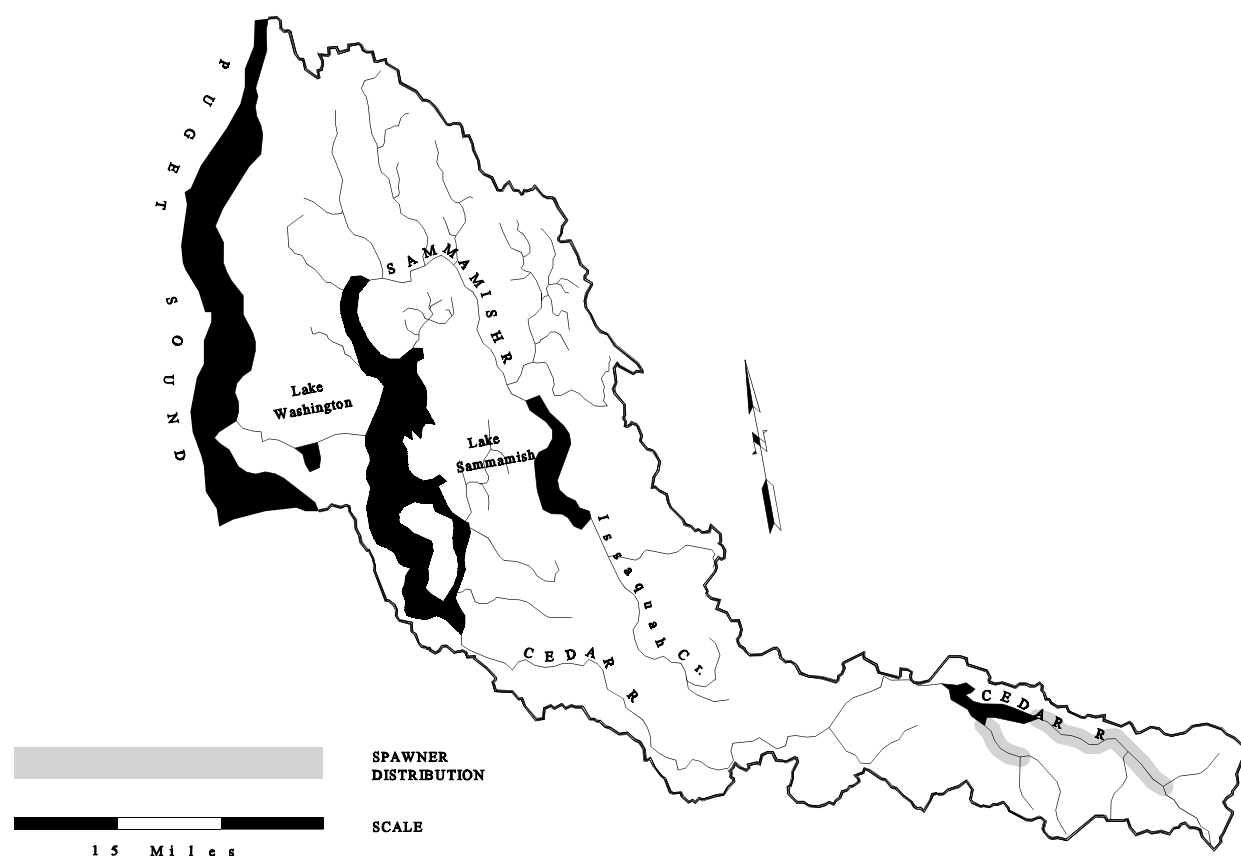 PUGET SOUND
SAMMAMISH R
Lake
Washington
Lake
Sammamish
Issaquah Cr.
CEDAR R
CEDAR R
SPAWNER
DISTRIBUTION
SCALE
15 Miles